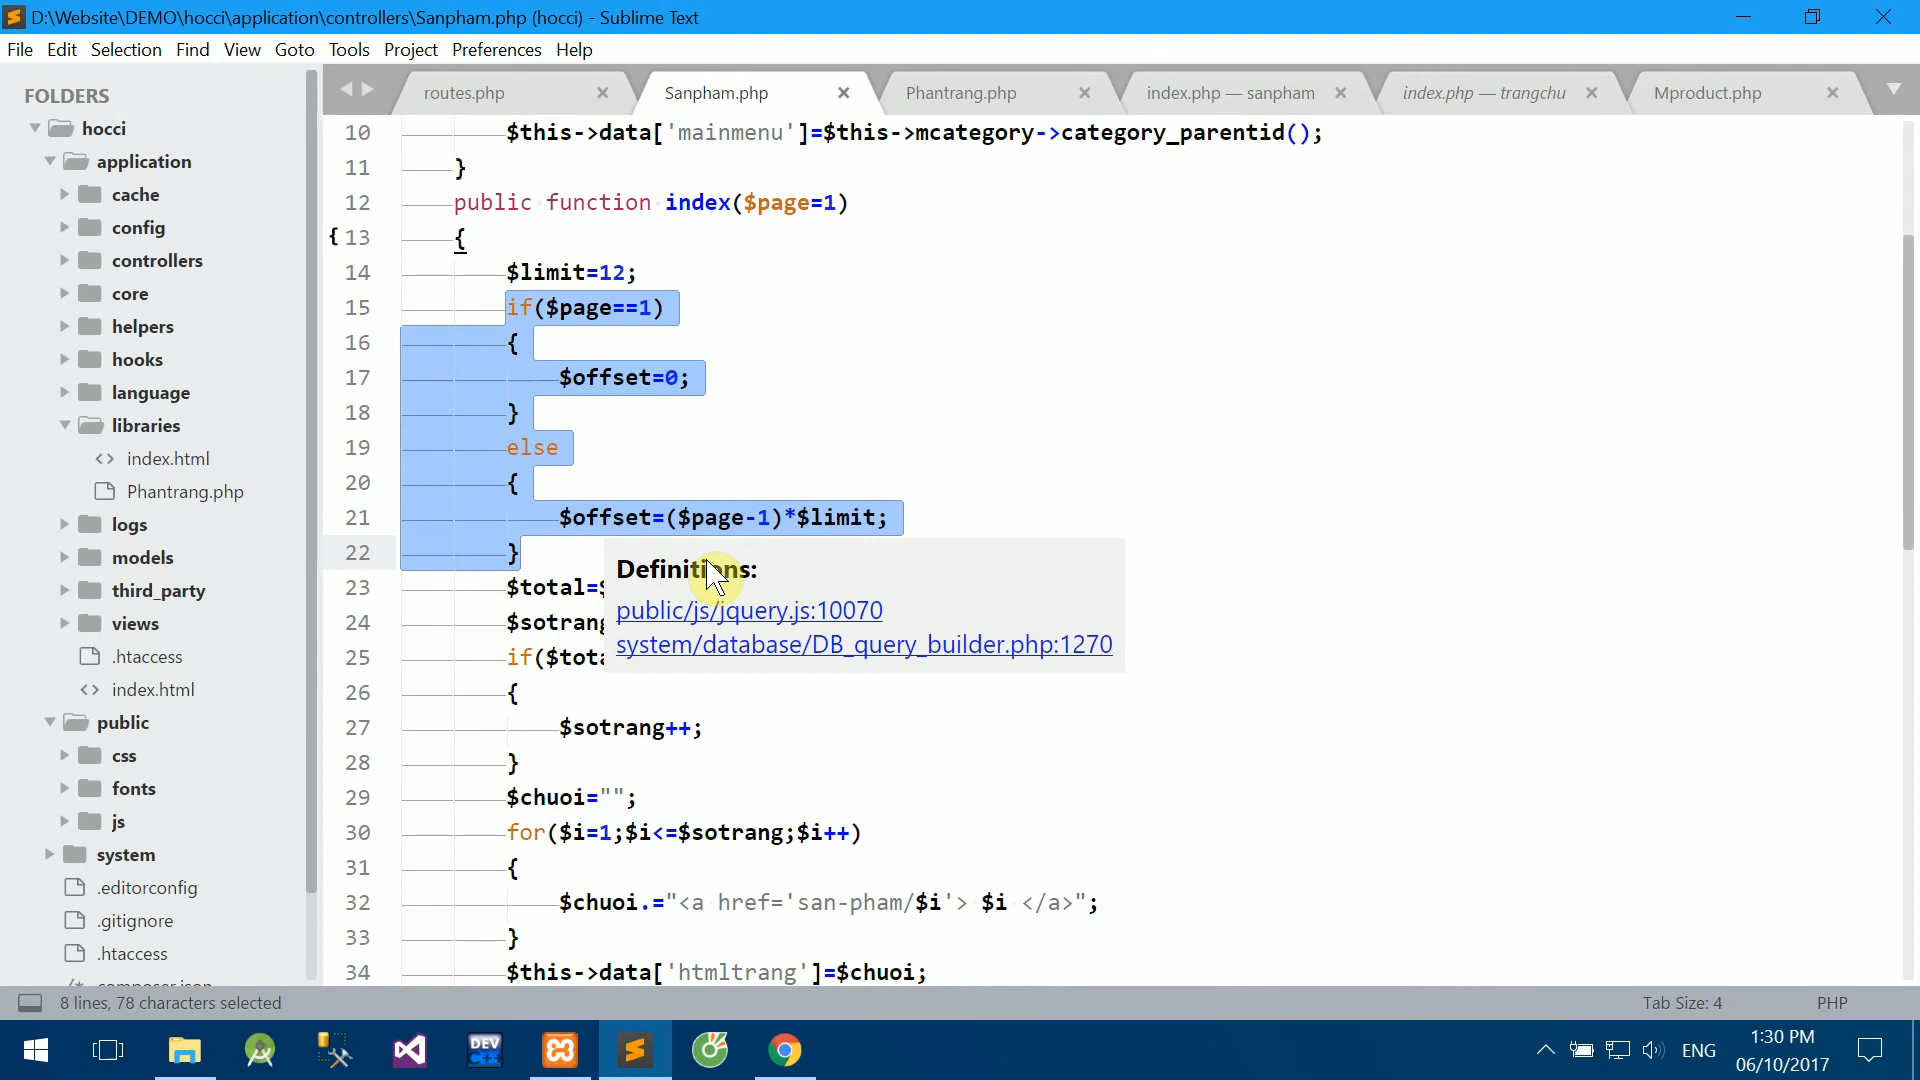 D:\Website\DEMO\hocci\application\controllers\Sanpham.php (hocci) - Sublime Text
File Edit Selection Find View Goto Tools Project Preferences Help
FOLDERS
hocci
application
cache
config
controllers
core
helpers
hooks
language
libraries
index.html
Phantrang.php
logs
models
third_party
views
.htaccess
index.html
public
css
fonts
js
system
.editorconfig
.gitignore
.htaccess
routes.php
Sanpham.php
Phantrang.php
index.php — sanpham
index.php — trangchu
Mproduct.php
10 $this->data['mainmenu']=$this->mcategory->category_parentid();
11 }
12 public function index($page=1)
{ 13 {
14 $limit=12;
15 if($page==1)
16 {
17 $offset=0;
18 }
19 else
20 {
21 $offset=($page-1)*$limit;
22 }
23 $total=
24 $sotrang
25 if($tota
26 {
27 $sotrang++;
28 }
29 $chuoi="";
30 for($i=1;$i<=$sotrang;$i++)
31 {
32 $chuoi.="<a href='san-pham/$i'> $i </a>";
33 }
34 $this->data['htmltrang']=$chuoi;
Definitions:
public/js/jquery.js:10070
system/database/DB_query_builder.php:1270
8 lines, 78 characters selected
Tab Size: 4
PHP
DEV
C++
ENG
1:30 PM
06/10/2017